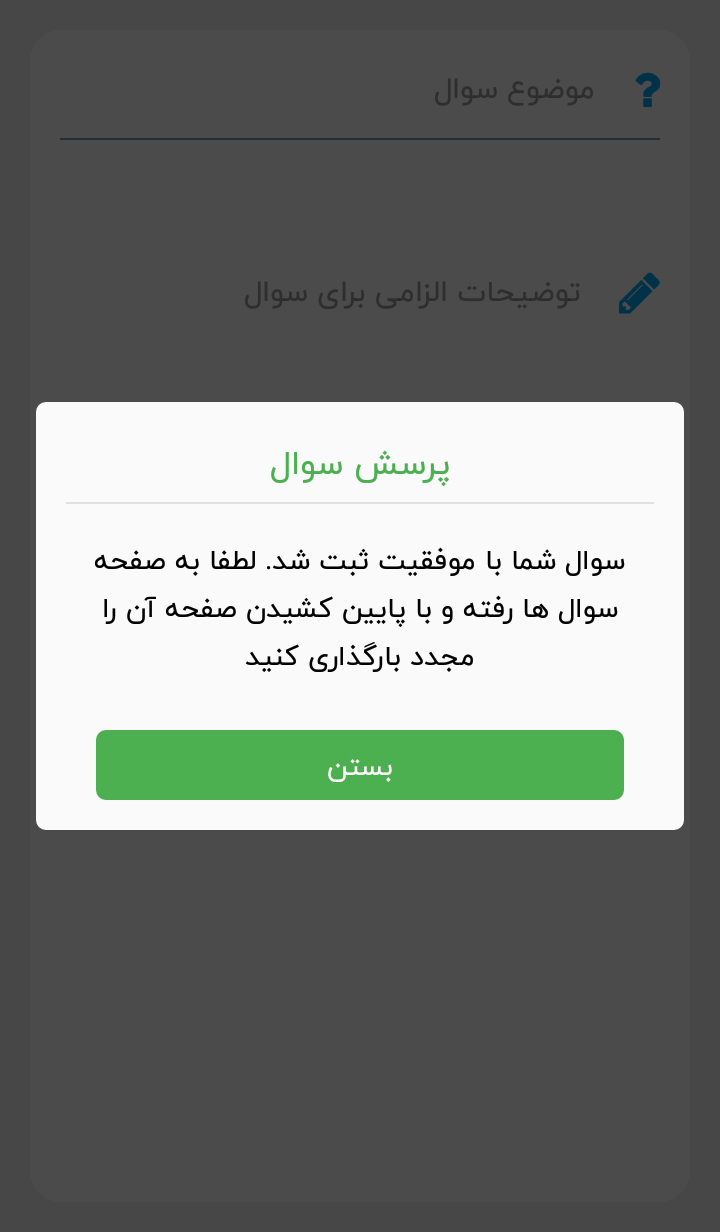 موضوع سوال
توضیحات الزامی برای سوال
پرسش سوال
سوال شما با موفقیت ثبت شد. لطفا به صفحه
سوال ها رفته و با پایین کشیدن صفحه آن را
مجدد بارگذاری کنید
بستن